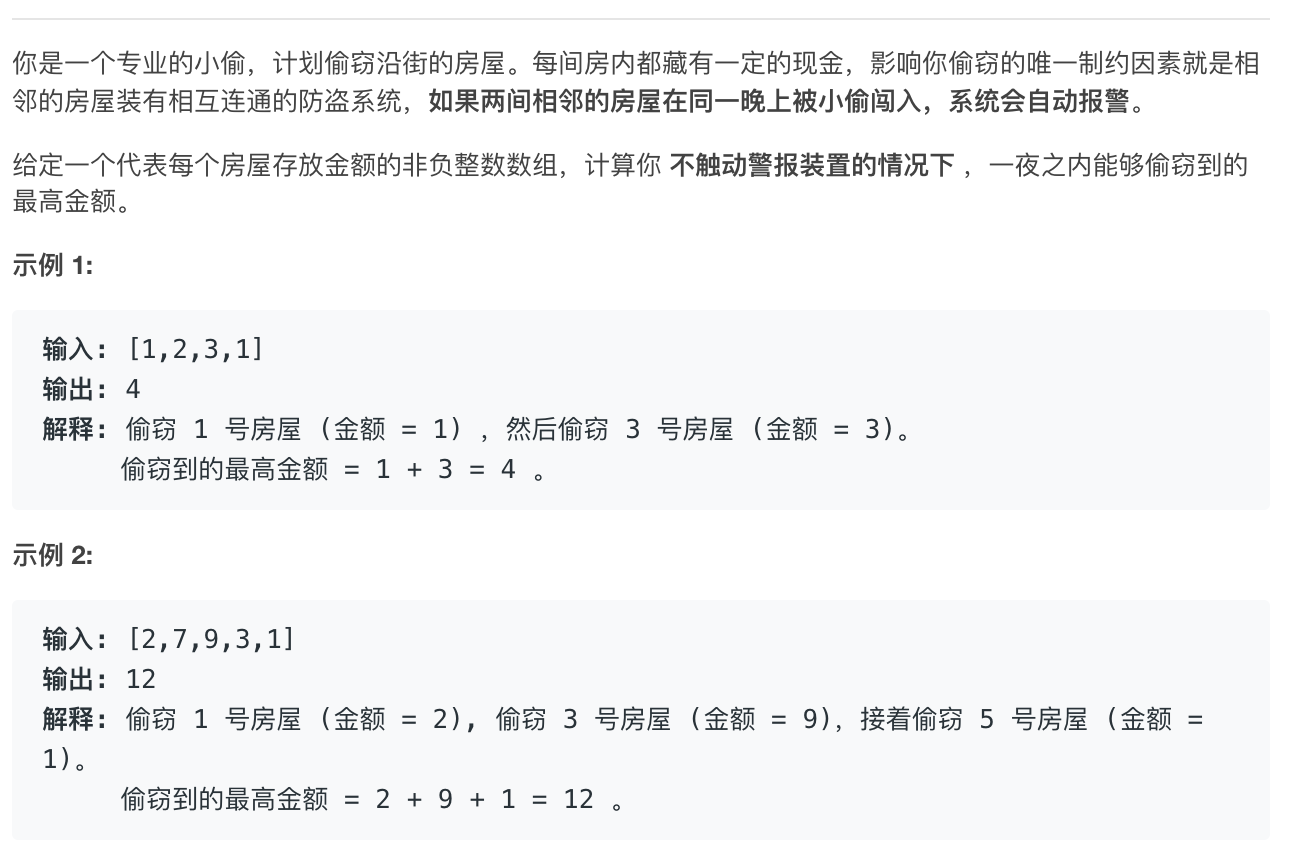 你是一个专业的小偷，计划偷窃沿街的房屋。每间房内都藏有一定的现金，影响你偷窃的唯一制约因素就是相
邻的房屋装有相互连通的防盗系统，如果两间相邻的房屋在同一晚上被小偷闯入，系统会自动报警。
给定一个代表每个房屋存放金额的非负整数数组，计算你 不触动警报装置的情况下 ，一夜之内能够偷窃到的
最高金额。
示例 1:
输入: [1,2,3,1]
输出: 4
解释: 偷窃 1 号房屋 (金额 = 1) ，然后偷窃 3 号房屋 (金额 = 3)。
偷窃到的最高金额 = 1 + 3 = 4 。
示例 2:
输入: [2,7,9,3,1]
输出: 12
解释: 偷窃 1 号房屋 (金额 = 2), 偷窃 3 号房屋 (金额 = 9)，接着偷窃 5 号房屋 (金额 =
1)。
偷窃到的最高金额 = 2 + 9 + 1 = 12 。